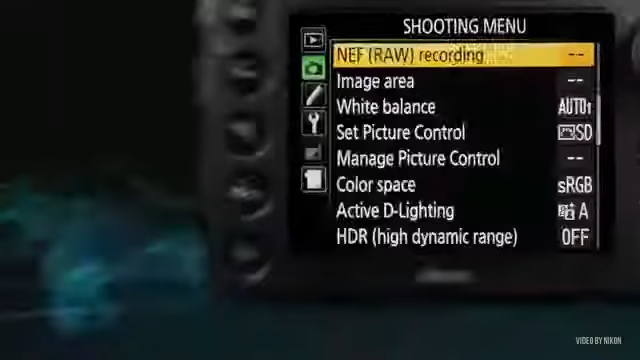 SHOOTING MENU
NEF (RAW) recording --
Image area --
White balance AUTO1
Set Picture Control SD
Manage Picture Control --
Color space sRGB
Active D-Lighting A
HDR (high dynamic range) OFF
VIDEO BY NIKON